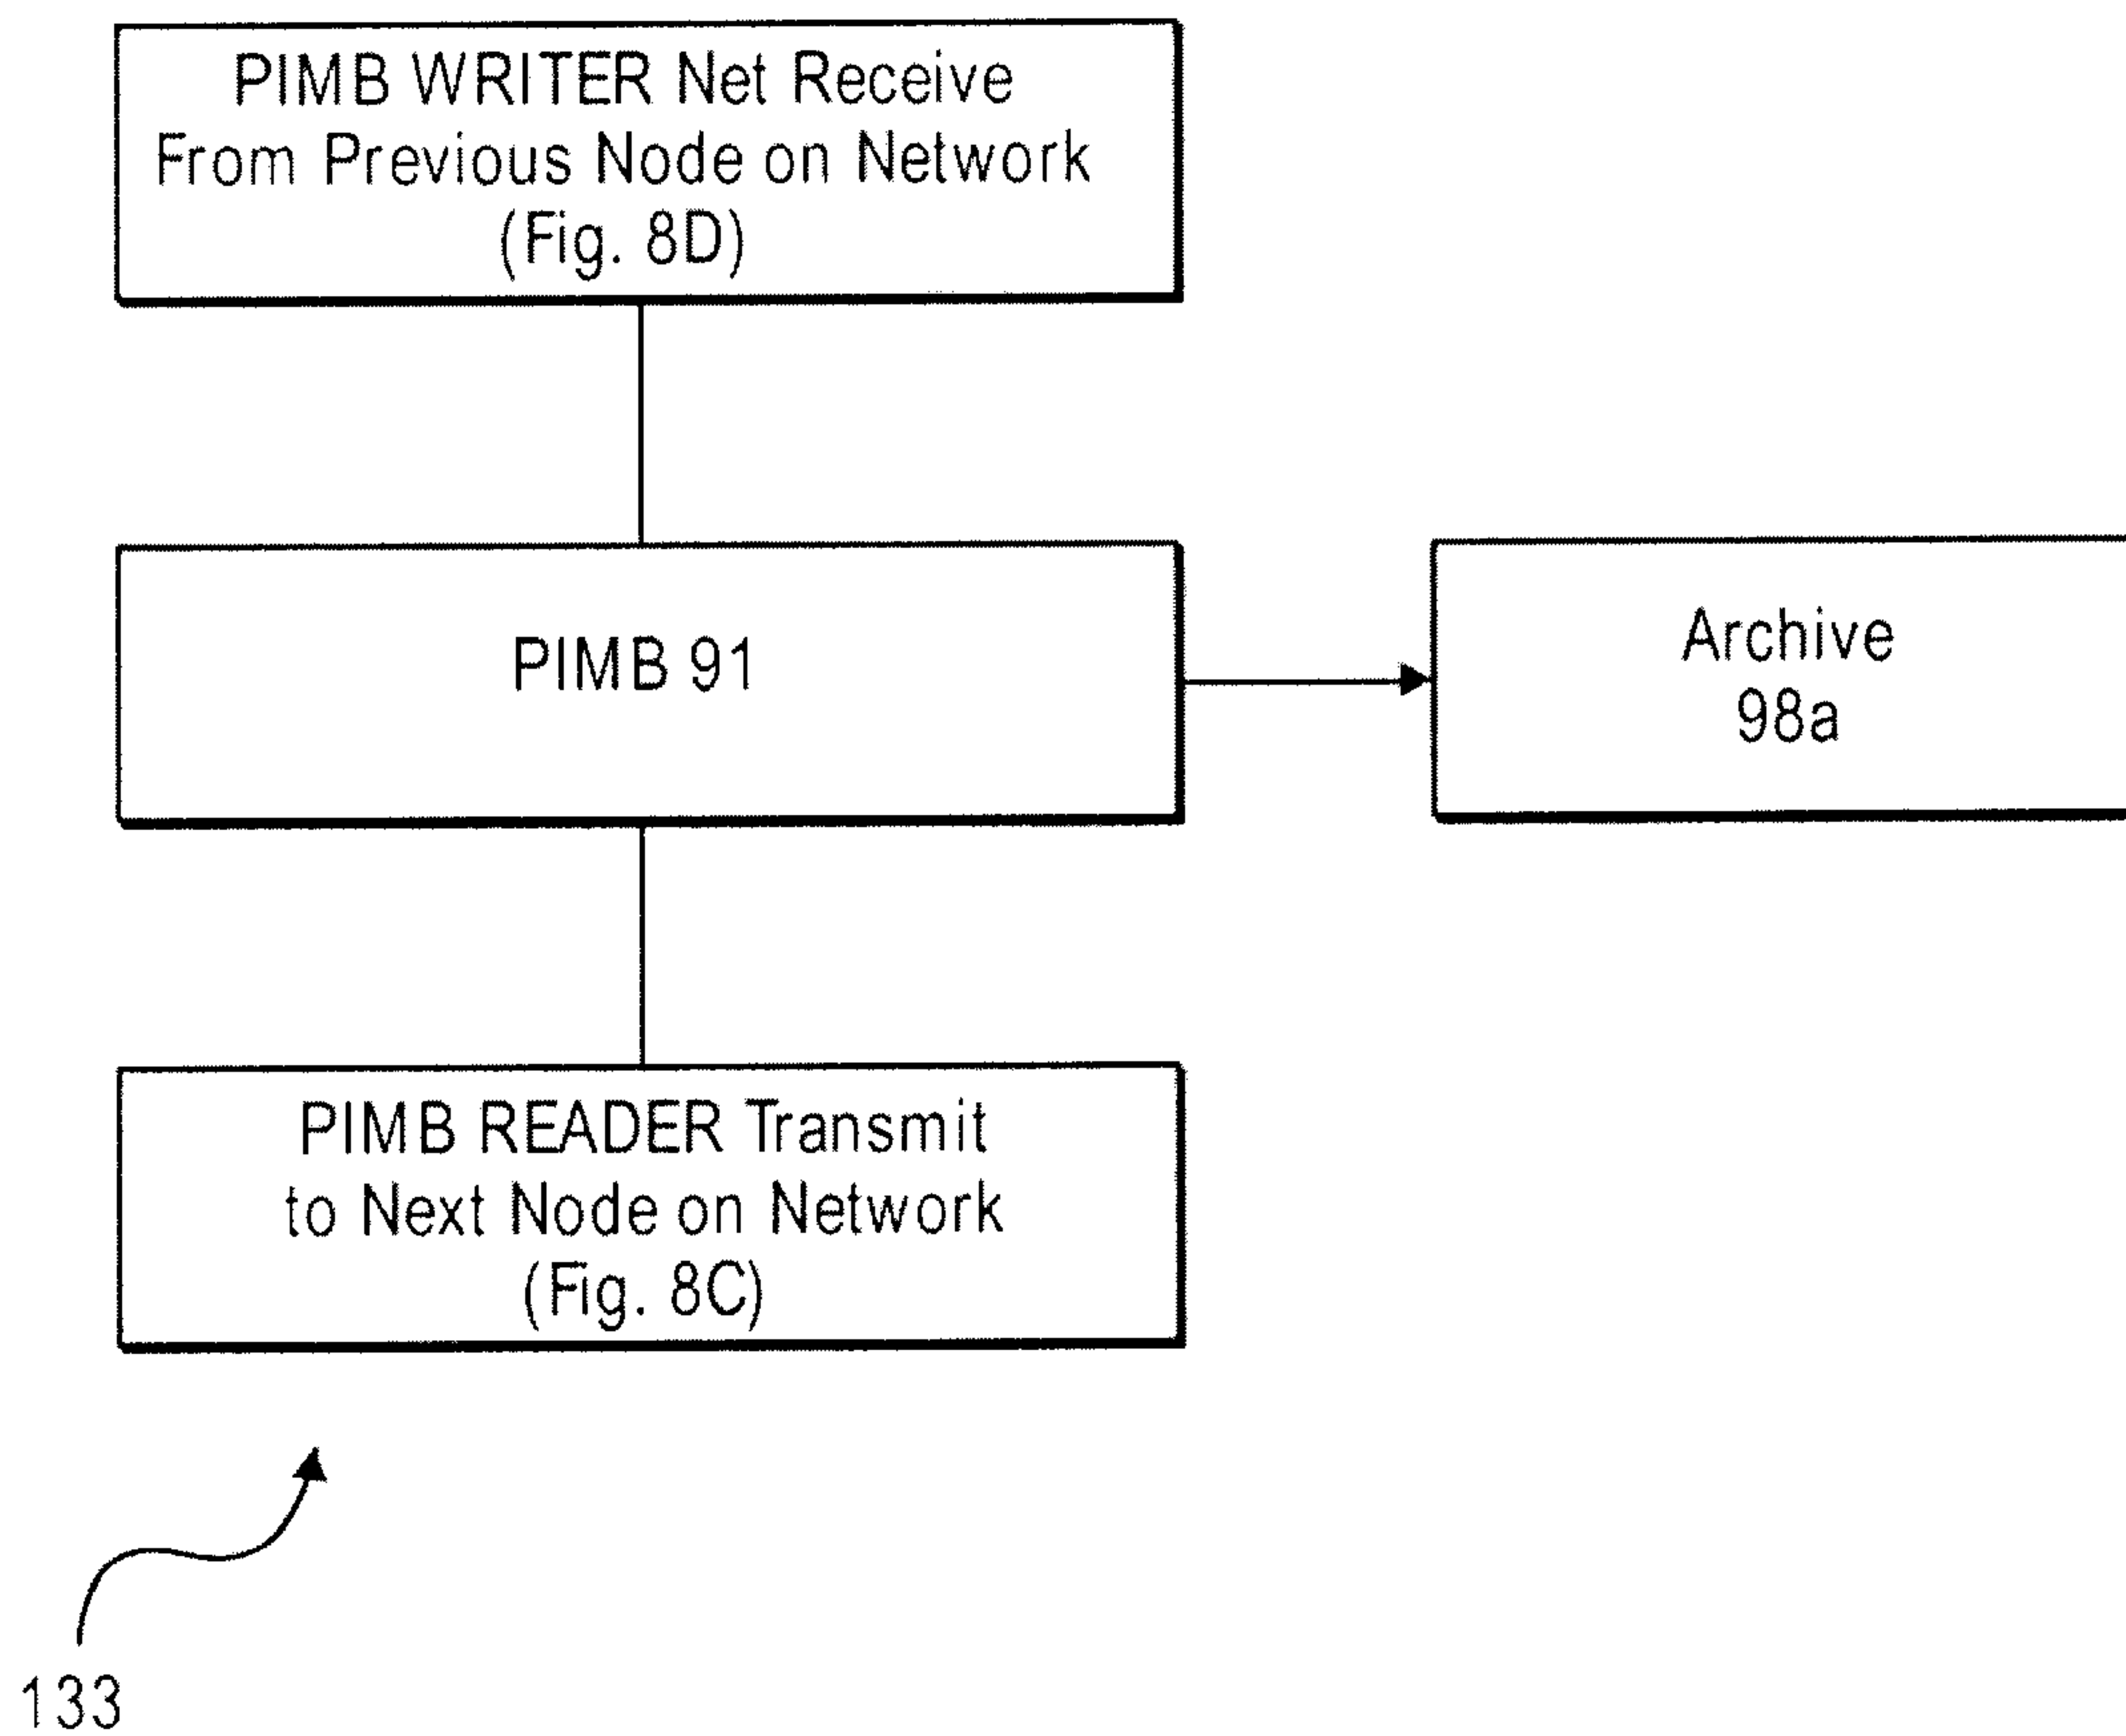 PIMB WRITER Net Receive
From Previous Node on Network
(Fig. 8D)
PIMB 91
Archive
98a
PIMB READER Transmit
to Next Node on Network
(Fig. 8C)
133